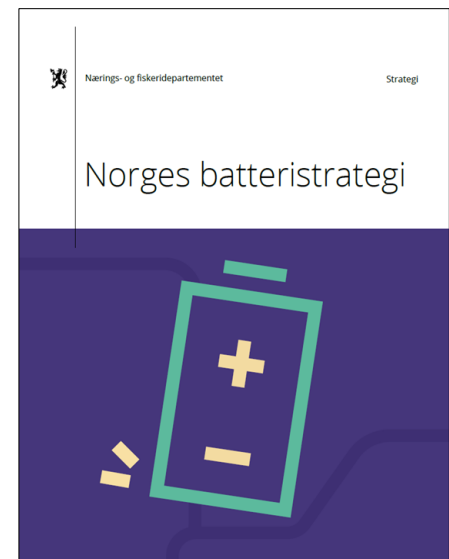 Nærings- og fiskeridepartementet
Strategi
Norges batteristrategi